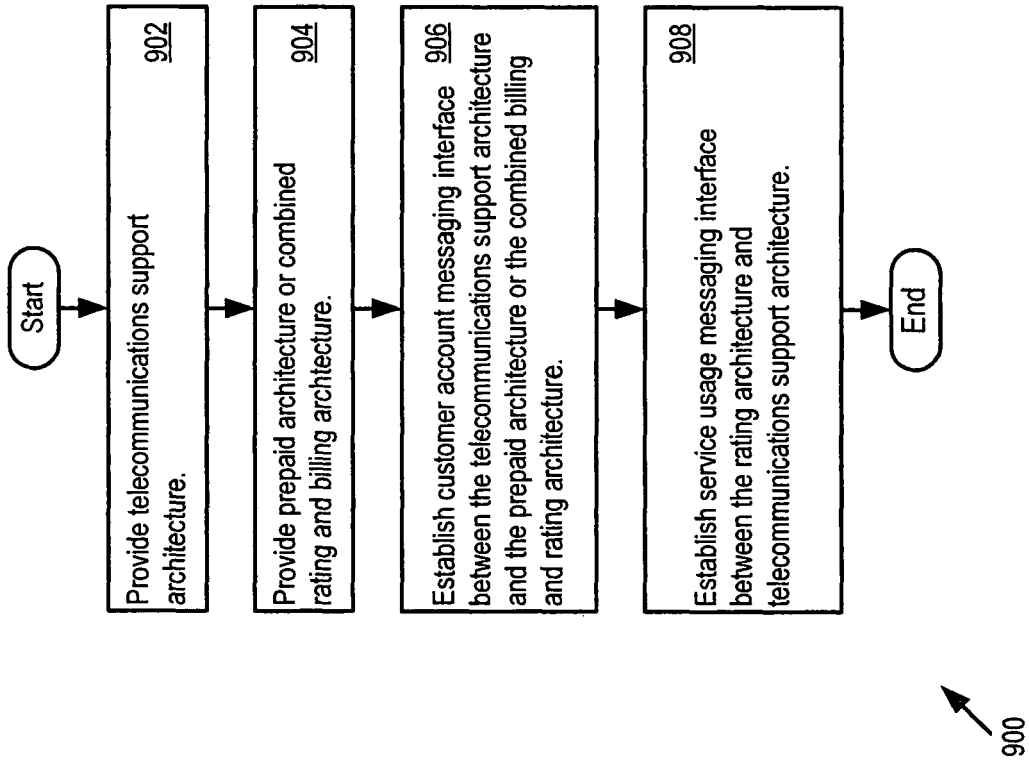 Start
Provide telecommunications support
architecture.
902
Provide prepaid architecture or combined
rating and billing archtecture.
904
Establish customer account messaging interface
between the telecommunications support architecture
and the prepaid architecture or the combined billing
and rating architecture.
906
Establish service usage messaging interface
between the rating architecture and
telecommunications support architecture.
908
End
900